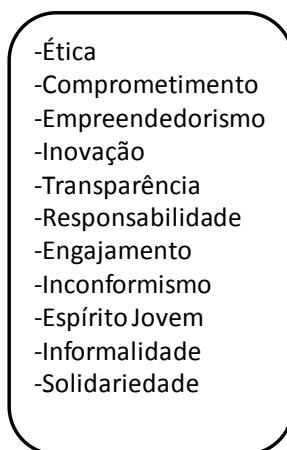 -Ética
-Comprometimento
-Empreendedorismo
-Inovação
-Transparência
-Responsabilidade
-Engajamento
-Inconformismo
-Espírito Jovem
-Informalidade
-Solidariedade